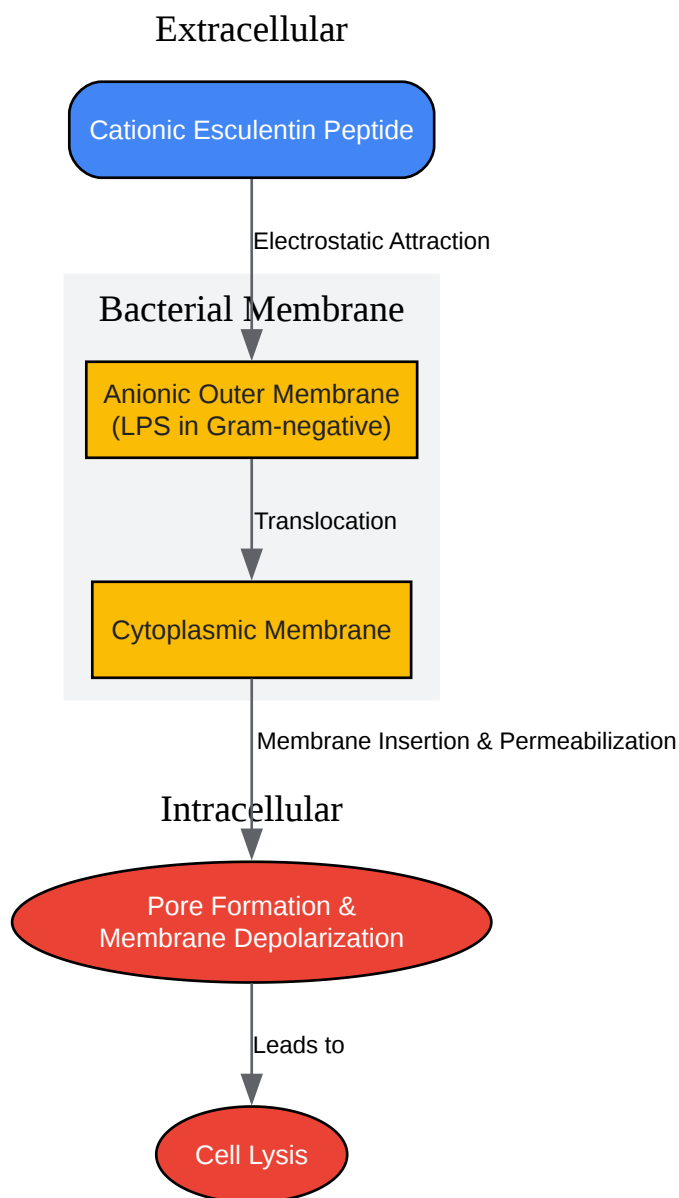 Extracellular
Cationic Esculentin Peptide
Electrostatic Attraction
Bacterial Membrane
Anionic Outer Membrane
(LPS in Gram-negative)
Translocation
Cytoplasmic Membrane
Membrane Insertion & Permeabilization
Intracellular
Pore Formation &
Membrane Depolarization
Leads to
Cell Lysis